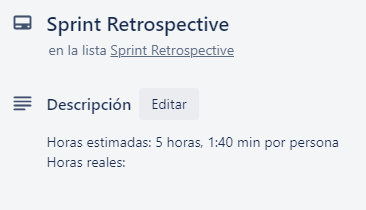 Sprint Retrospective
en la lista Sprint Retrospective
Descripción Editar
Horas estimadas: 5 horas, 1:40 min por persona
Horas reales: